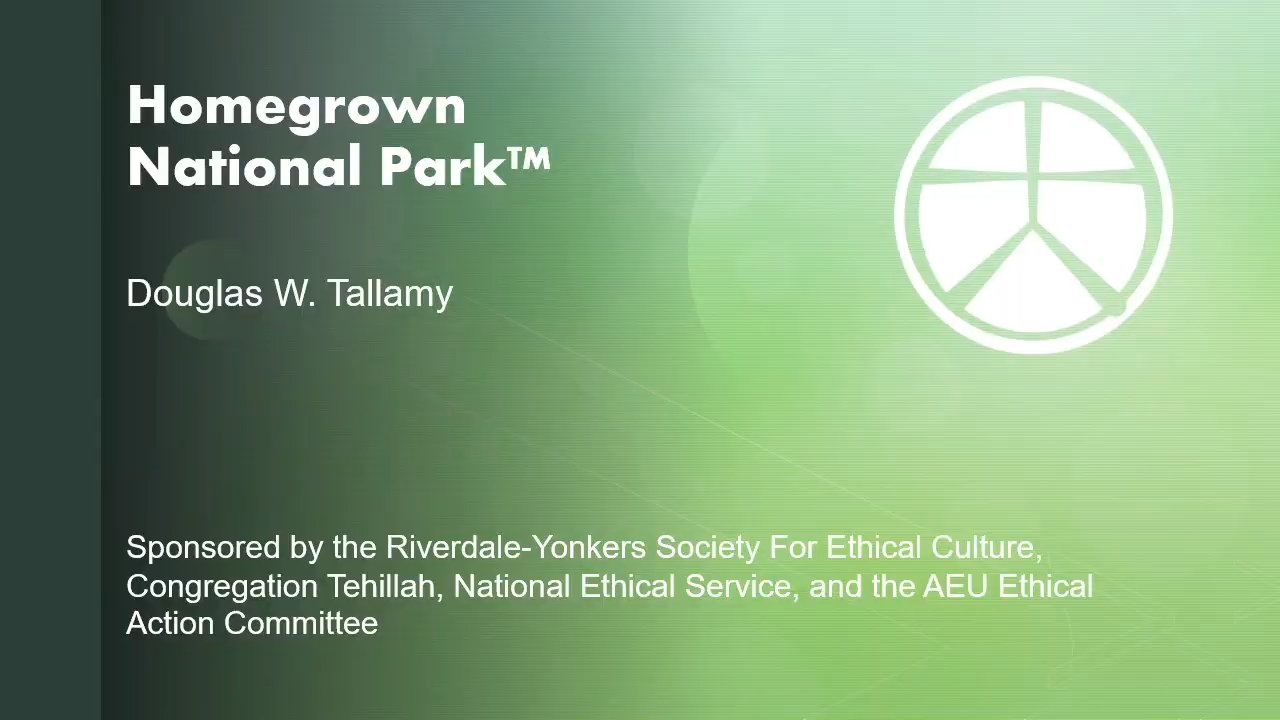 Homegrown
National Park™
Douglas W. Tallamy
Sponsored by the Riverdale-Yonkers Society For Ethical Culture,
Congregation Tehillah, National Ethical Service, and the AEU Ethical
Action Committee